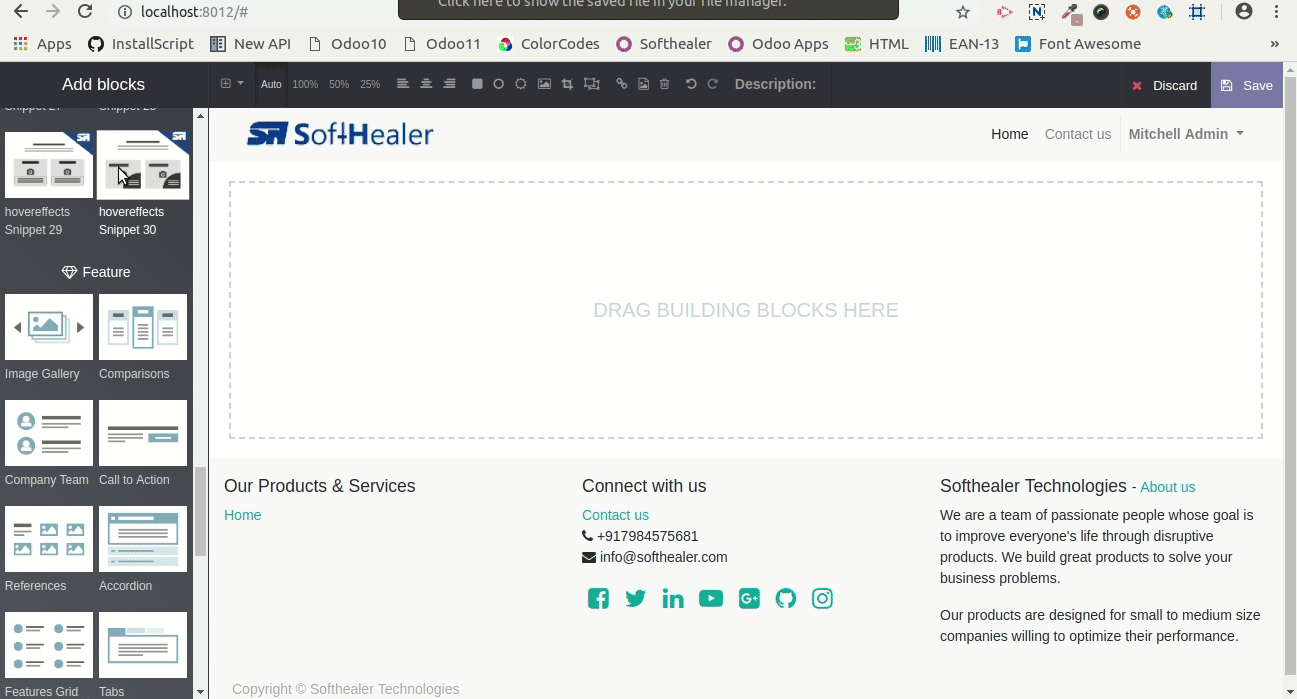 Click here to show the saved file in your file manager.
localhost:8012/#
Apps InstallScript New API Odoo10 Odoo11 ColorCodes Softhealer Odoo Apps HTML EAN-13 Font Awesome »
Add blocks
Auto 100% 50% 25% Description:
Discard Save
Snippet 27 Snippet 28
SH SH
hovereffects
Snippet 29
hovereffects
Snippet 30
Feature
Image Gallery Comparisons
Company Team Call to Action
References Accordion
Features Grid Tabs
SH SoftHealer
Home Contact us Mitchell Admin
DRAG BUILDING BLOCKS HERE
Our Products & Services
Home
Connect with us
Contact us
+917984575681
info@softhealer.com
Softhealer Technologies - About us
We are a team of passionate people whose goal is
to improve everyone's life through disruptive
products. We build great products to solve your
business problems.
Our products are designed for small to medium size
companies willing to optimize their performance.
Copyright © Softhealer Technologies